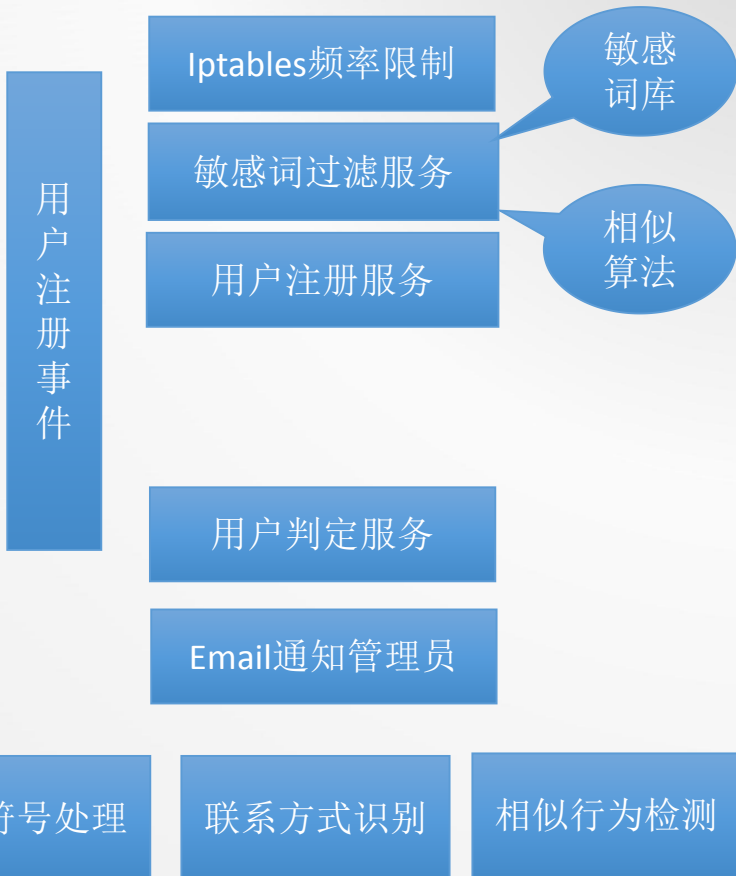 Iptables频率限制
敏感
词库
敏感词过滤服务
用户注册事件
相似
算法
用户注册服务
用户判定服务
Email通知管理员
符号处理
联系方式识别
相似行为检测